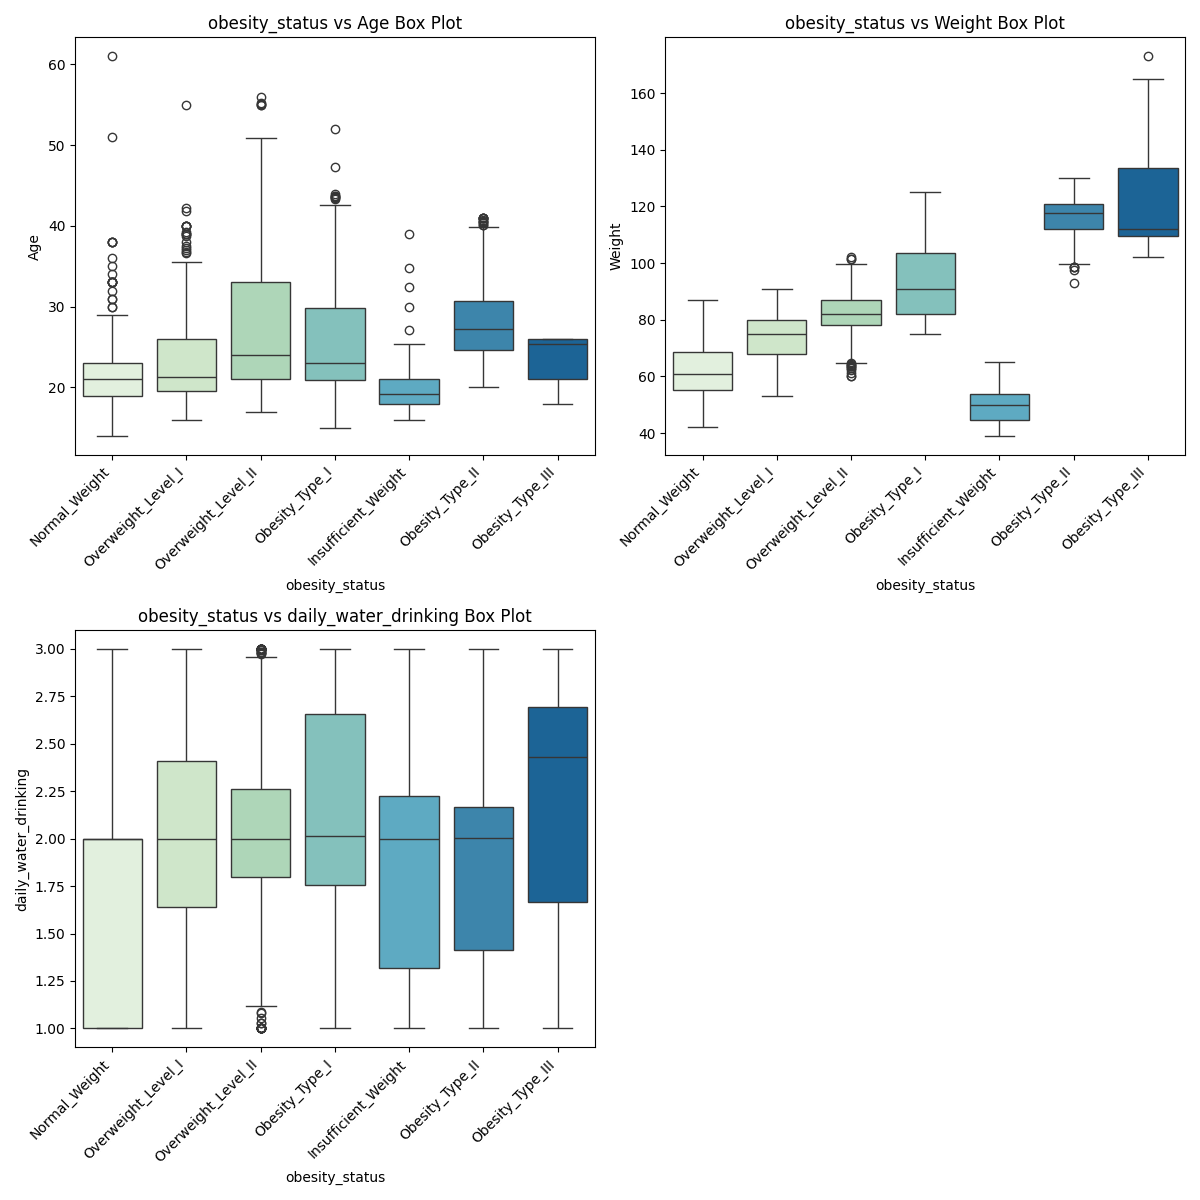 obesity_status vs Age Box Plot
60
50
40
30
20
Age
Normal_Weight
Overweight_Level_I
Overweight_Level_II
Obesity_Type_I
Insufficient_Weight
Obesity_Type_II
Obesity_Type_III
obesity_status
obesity_status vs Weight Box Plot
160
140
120
100
80
60
40
Weight
Normal_Weight
Overweight_Level_I
Overweight_Level_II
Obesity_Type_I
Insufficient_Weight
Obesity_Type_II
Obesity_Type_III
obesity_status
obesity_status vs daily_water_drinking Box Plot
3.00
2.75
2.50
2.25
2.00
1.75
1.50
1.25
1.00
daily_water_drinking
Normal_Weight
Overweight_Level_I
Overweight_Level_II
Obesity_Type_I
Insufficient_Weight
Obesity_Type_II
Obesity_Type_III
obesity_status